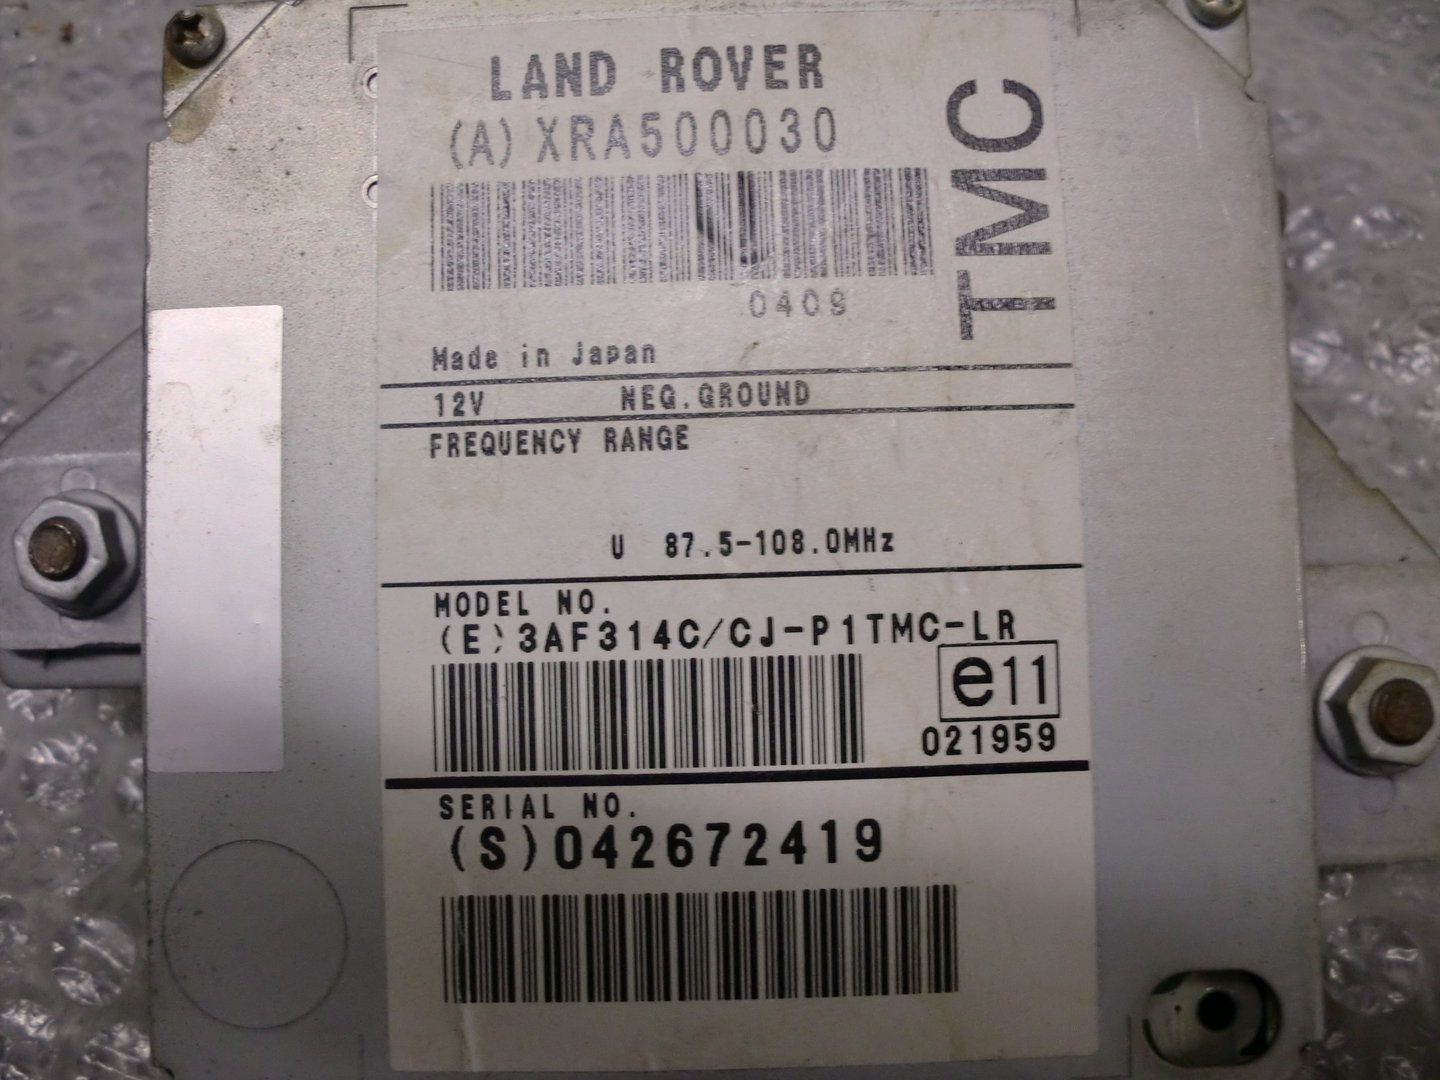 LAND ROVER
(A) XRA500030
TMC
0409
Made in Japan
12V NEG.GROUND
FREQUENCY RANGE
U 87.5-108.0MHz
MODEL NO.
(E)3AF314C/CJ-P1TMC-LR
e11
021959
SERIAL NO.
(S)042672419